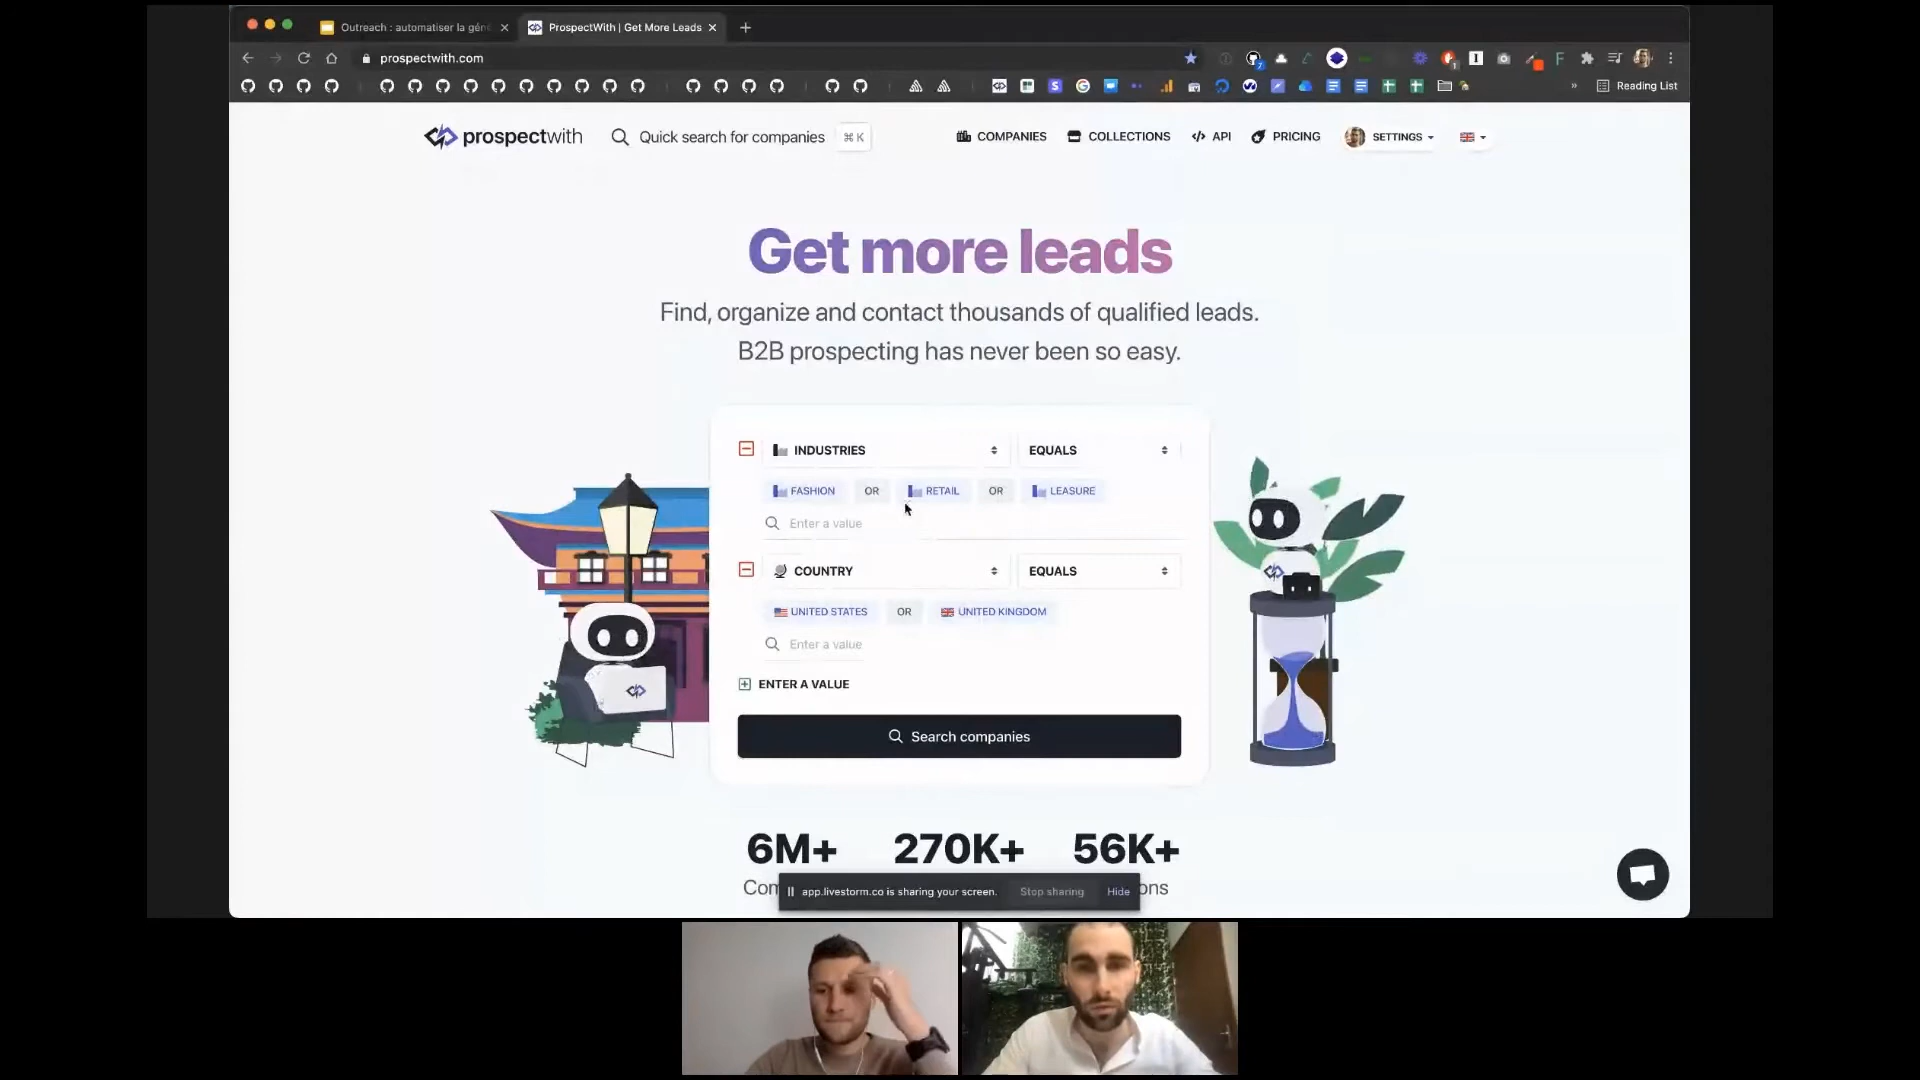 Outreach : automatiser la géné
ProspectWith | Get More Leads
prospectwith.com
Reading List
prospectwith
Quick search for companies
⌘ K
COMPANIES
COLLECTIONS
API
PRICING
SETTINGS
Get more leads
Find, organize and contact thousands of qualified leads.
B2B prospecting has never been so easy.
INDUSTRIES
EQUALS
FASHION OR RETAIL OR LEASURE
Enter a value
COUNTRY
EQUALS
UNITED STATES OR UNITED KINGDOM
Enter a value
ENTER A VALUE
Search companies
6M+ 270K+ 56K+
app.livestorm.co is sharing your screen.
Stop sharing
Hide